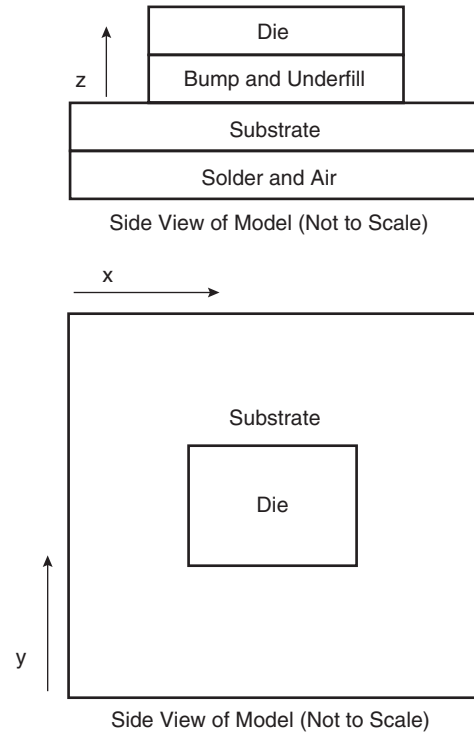 Die
z
Bump and Underfill
Substrate
Solder and Air
Side View of Model (Not to Scale)
x
Substrate
Die
y
Side View of Model (Not to Scale)